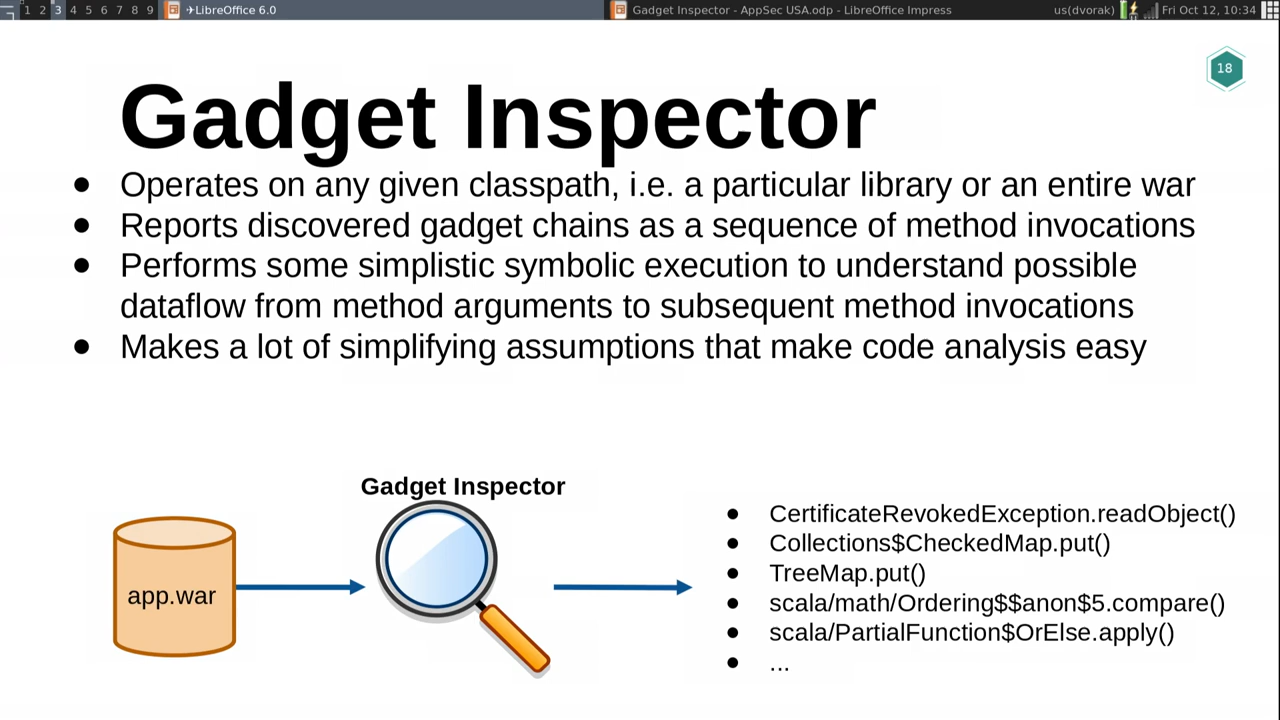 1 2 3 4 5 6 7 8 9 ✈LibreOffice 6.0 Gadget Inspector - AppSec USA.odp - LibreOffice Impress us(dvorak) Fri Oct 12, 10:34
18
Gadget Inspector
● Operates on any given classpath, i.e. a particular library or an entire war
● Reports discovered gadget chains as a sequence of method invocations
● Performs some simplistic symbolic execution to understand possible
dataflow from method arguments to subsequent method invocations
● Makes a lot of simplifying assumptions that make code analysis easy
Gadget Inspector
app.war
● CertificateRevokedException.readObject()
● Collections$CheckedMap.put()
● TreeMap.put()
● scala/math/Ordering$$anon$5.compare()
● scala/PartialFunction$OrElse.apply()
● ...